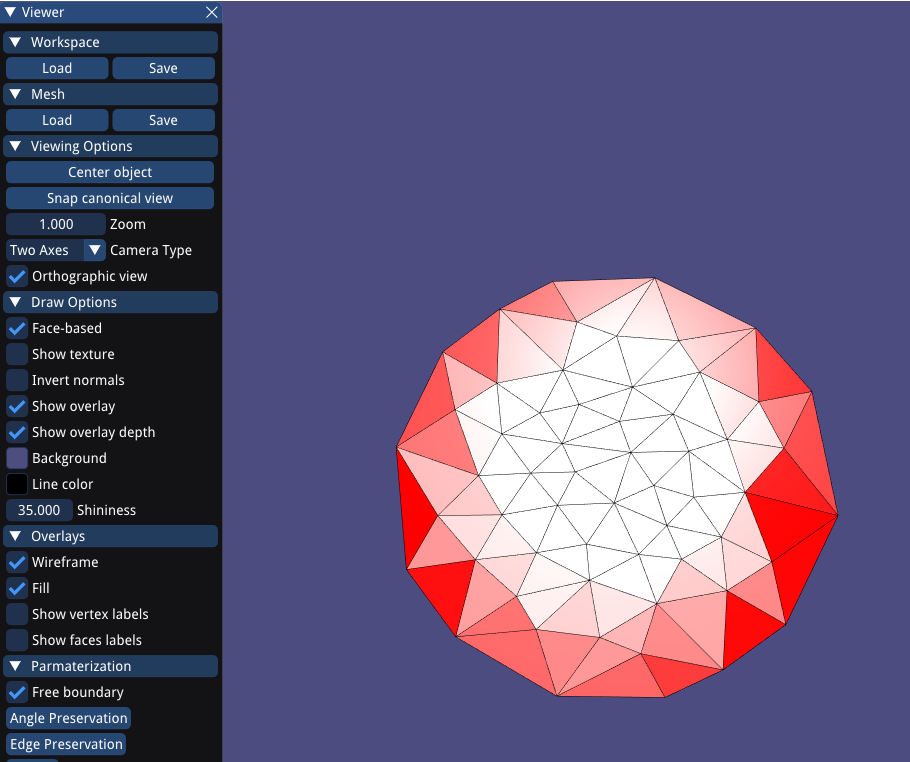 Viewer
Workspace
Load Save
Mesh
Load Save
Viewing Options
Center object
Snap canonical view
1.000 Zoom
Two Axes Camera Type
Orthographic view
Draw Options
Face-based
Show texture
Invert normals
Show overlay
Show overlay depth
Background
Line color
35.000 Shininess
Overlays
Wireframe
Fill
Show vertex labels
Show faces labels
Parmaterization
Free boundary
Angle Preservation
Edge Preservation